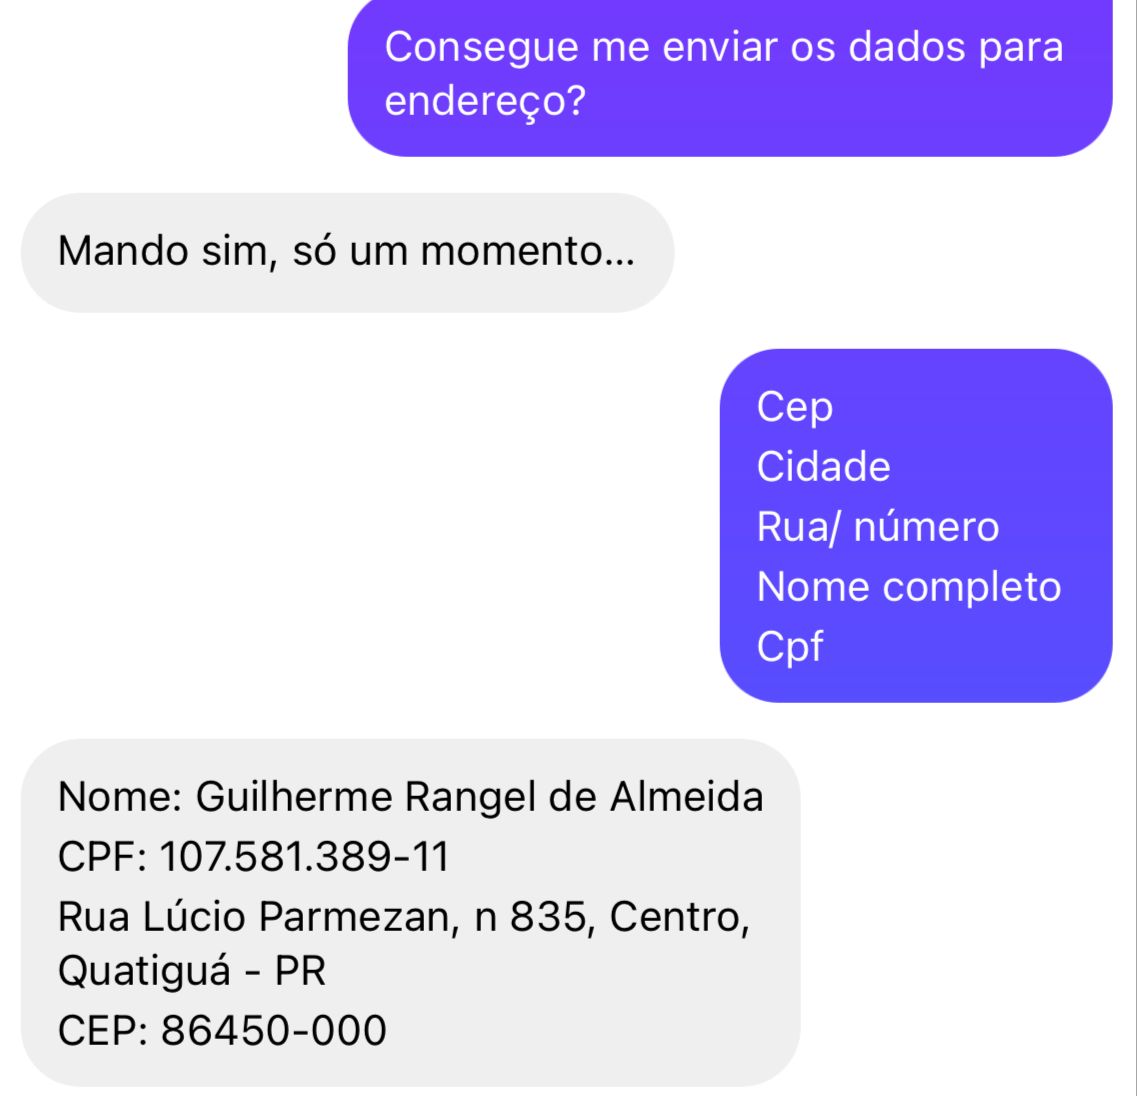 Consegue me enviar os dados para
endereço?
Mando sim, só um momento...
Cep
Cidade
Rua/ número
Nome completo
Cpf
Nome: Guilherme Rangel de Almeida
CPF: 107.581.389-11
Rua Lúcio Parmezan, n 835, Centro,
Quatiguá - PR
CEP: 86450-000